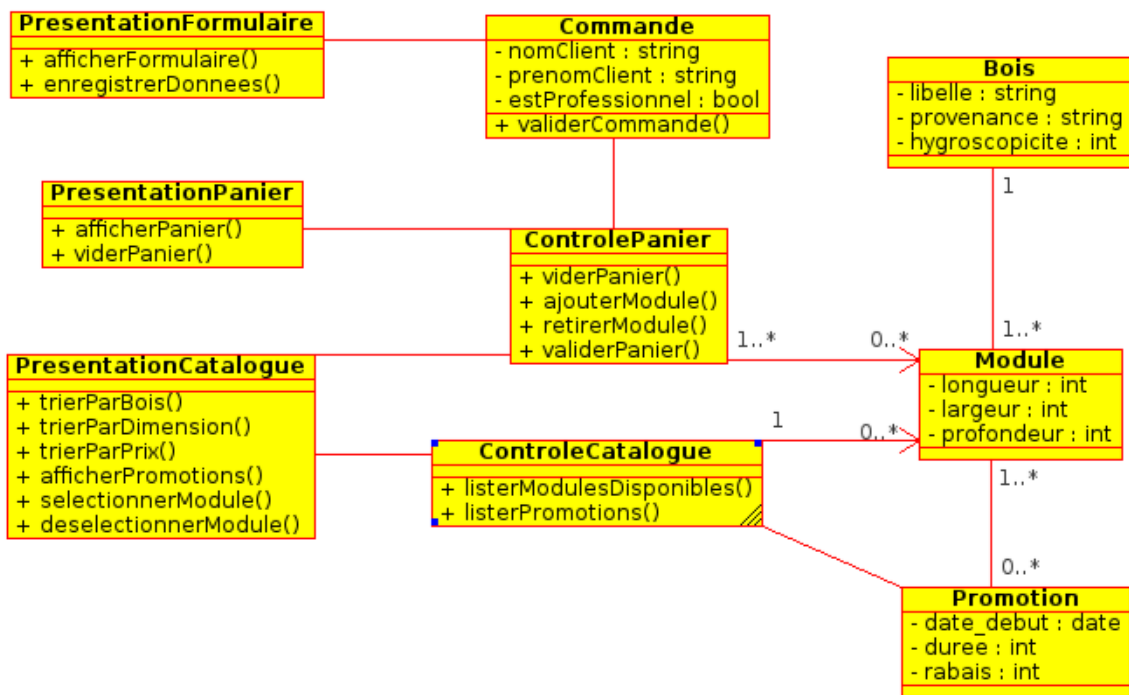 PresentationFormulaire
+ afficherFormulaire()
+ enregistrerDonnees()
Commande
- nomClient : string
- prenomClient : string
- estProfessionnel : bool
+ validerCommande()
Bois
- libelle : string
- provenance : string
- hygroscopicite : int
1
1..*
PresentationPanier
+ afficherPanier()
+ viderPanier()
ControlePanier
+ viderPanier()
+ ajouterModule()
+ retirerModule()
+ validerPanier()
1..*
0..*
Module
- longueur : int
- largeur : int
- profondeur : int
PresentationCatalogue
+ trierParBois()
+ trierParDimension()
+ trierParPrix()
+ afficherPromotions()
+ selectionnerModule()
+ deselectionnerModule()
ControleCatalogue
+ listerModulesDisponibles()
+ listerPromotions()
1
0..*
1..*
0..*
Promotion
- date_debut : date
- duree : int
- rabais : int